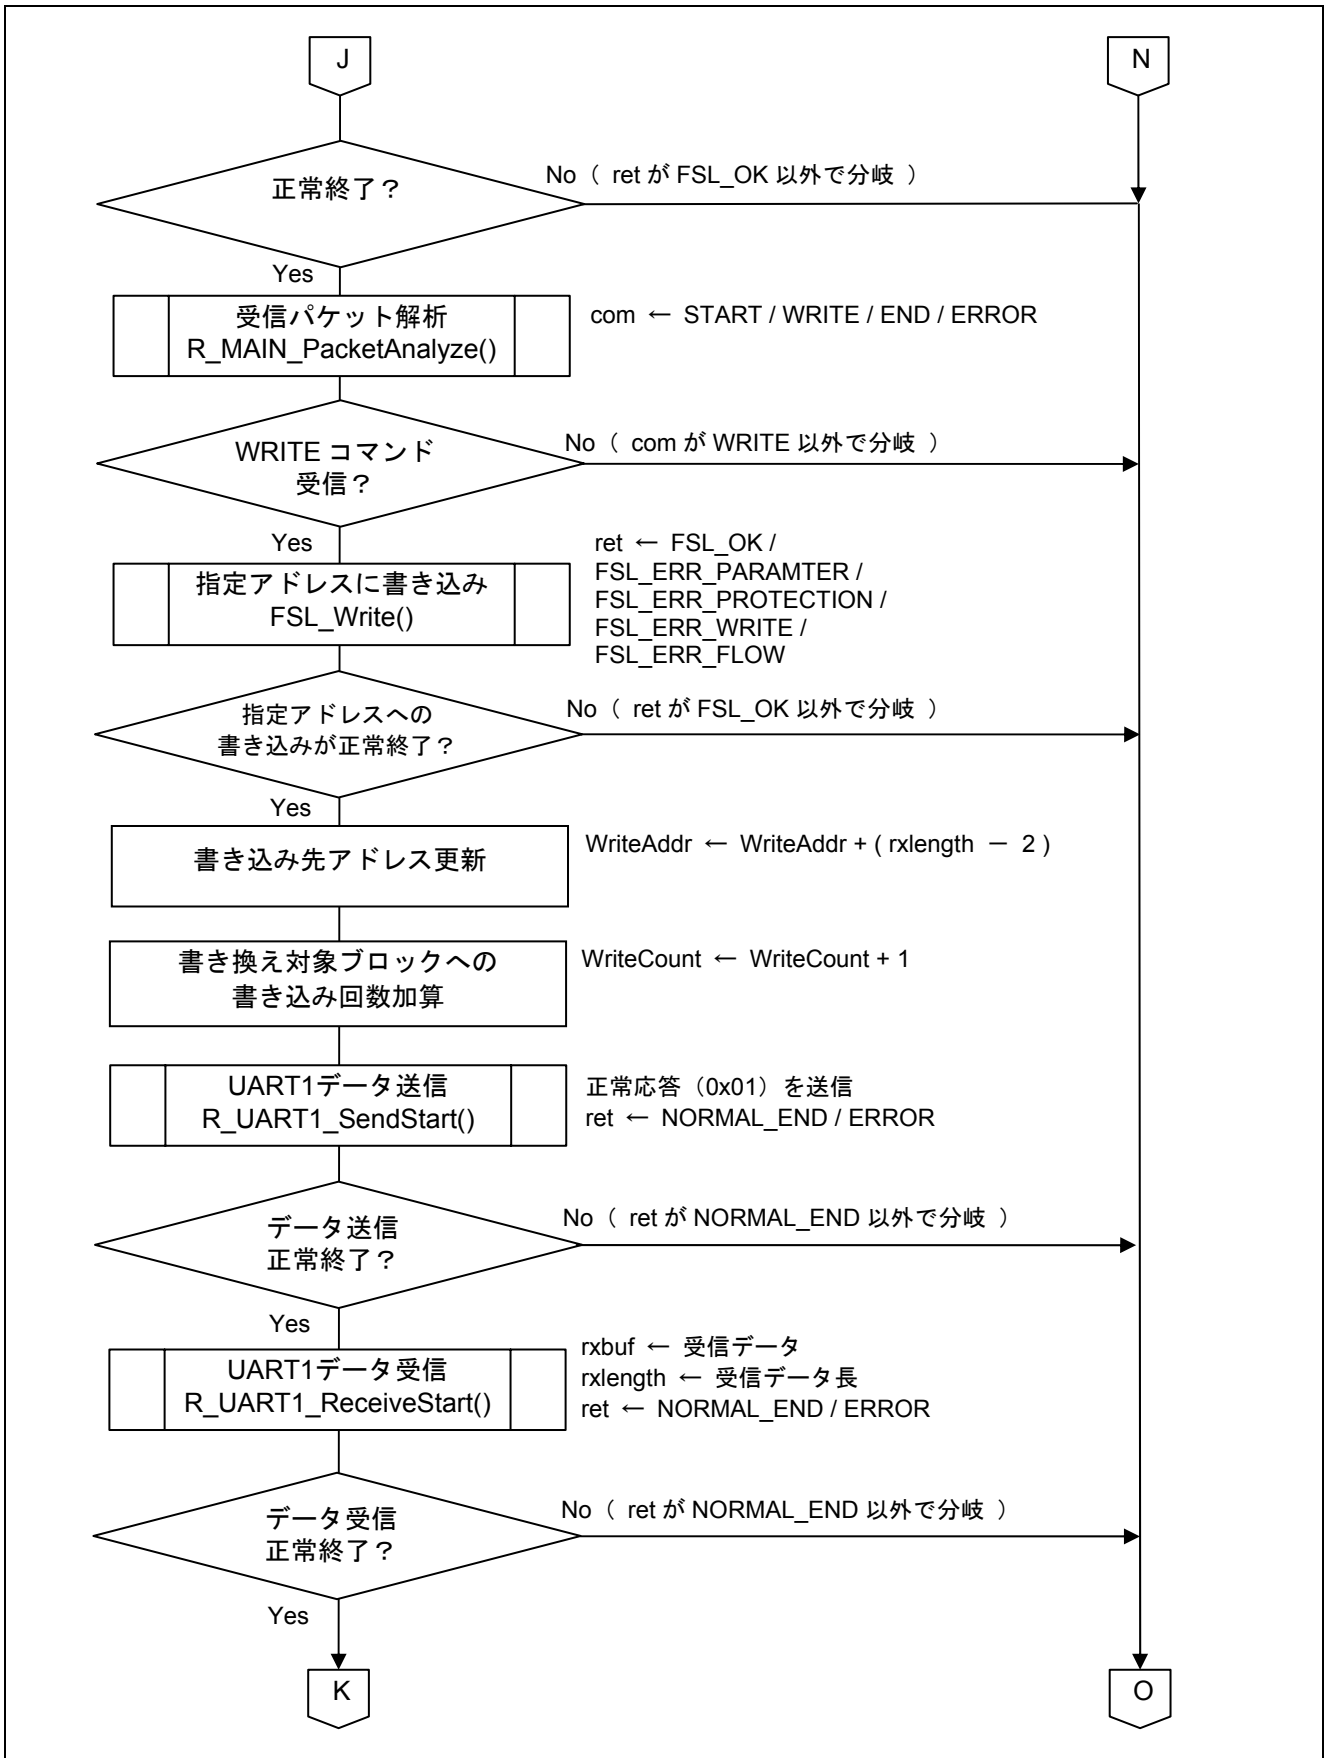 J
N
正常終了？
No（ ret が FSL_OK 以外で分岐 ）
Yes
受信パケット解析
R_MAIN_PacketAnalyze()
com ← START / WRITE / END / ERROR
WRITE コマンド
受信？
No（ com が WRITE 以外で分岐 ）
Yes
指定アドレスに書き込み
FSL_Write()
ret ← FSL_OK /
FSL_ERR_PARAMTER /
FSL_ERR_PROTECTION /
FSL_ERR_WRITE /
FSL_ERR_FLOW
指定アドレスへの
書き込みが正常終了？
No（ ret が FSL_OK 以外で分岐 ）
Yes
書き込み先アドレス更新
WriteAddr ← WriteAddr + ( rxlength － 2 )
書き換え対象ブロックへの
書き込み回数加算
WriteCount ← WriteCount + 1
UART1データ送信
R_UART1_SendStart()
正常応答（0x01）を送信
ret ← NORMAL_END / ERROR
データ送信
正常終了？
No（ ret が NORMAL_END 以外で分岐 ）
Yes
UART1データ受信
R_UART1_ReceiveStart()
rxbuf ← 受信データ
rxlength ← 受信データ長
ret ← NORMAL_END / ERROR
データ受信
正常終了？
No（ ret が NORMAL_END 以外で分岐 ）
Yes
K
O